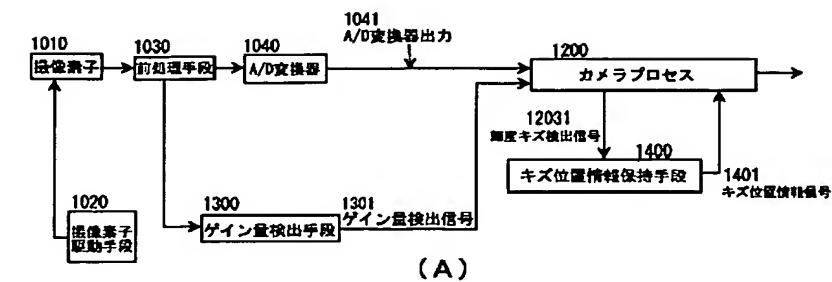 1041
A/D変換器出力
1010
撮像素子
1030
前処理手段
1040
A/D変換器
1200
カメラプロセス
12031
輝度キズ検出信号
1400
キズ位置情報保持手段
1401
キズ位置情報信号
1020
撮像素子
駆動手段
1300
ゲイン量検出手段
1301
ゲイン量検出信号
(A)